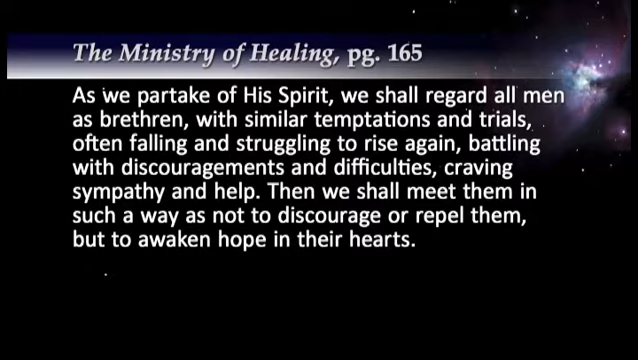 The Ministry of Healing, pg. 165
As we partake of His Spirit, we shall regard all men
as brethren, with similar temptations and trials,
often falling and struggling to rise again, battling
with discouragements and difficulties, craving
sympathy and help. Then we shall meet them in
such a way as not to discourage or repel them,
but to awaken hope in their hearts.